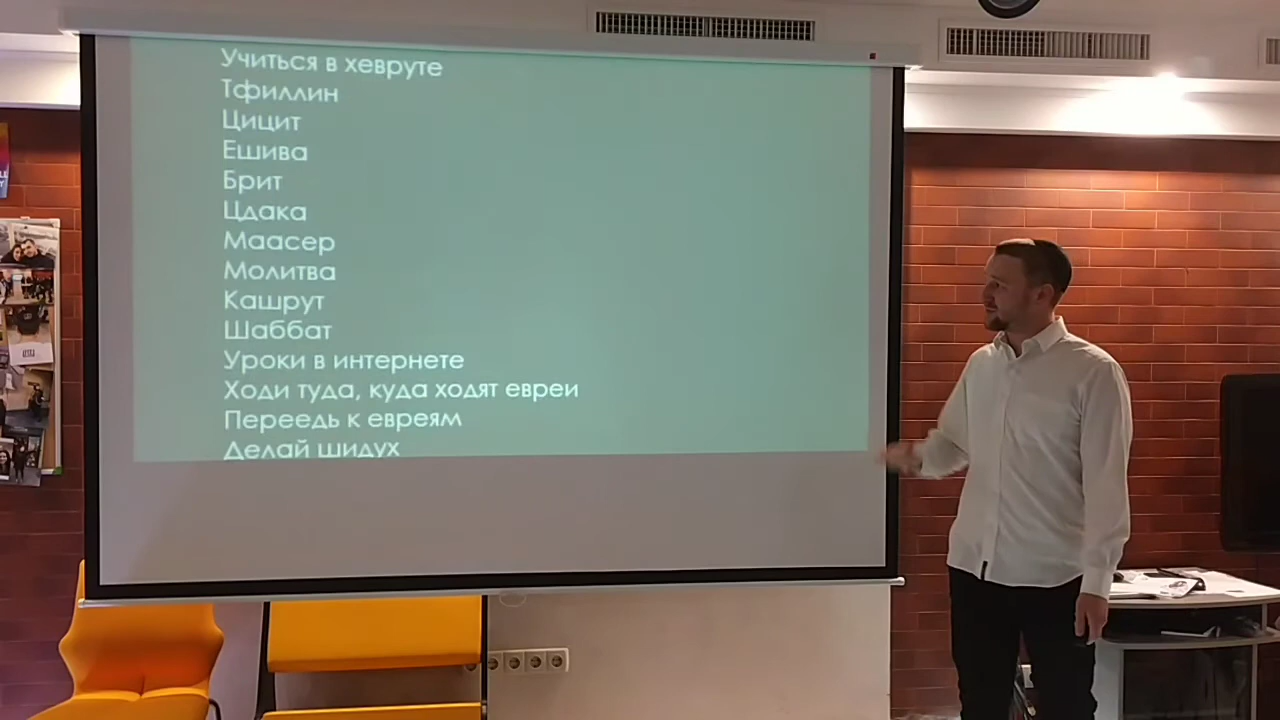 Учиться в хевруте
Тфиллин
Цицит
Ешива
Брит
Цдака
Маасер
Молитва
Кашрут
Шаббат
Уроки в интернете
Ходи туда, куда ходят евреи
Переедь к евреям
Делай шидух